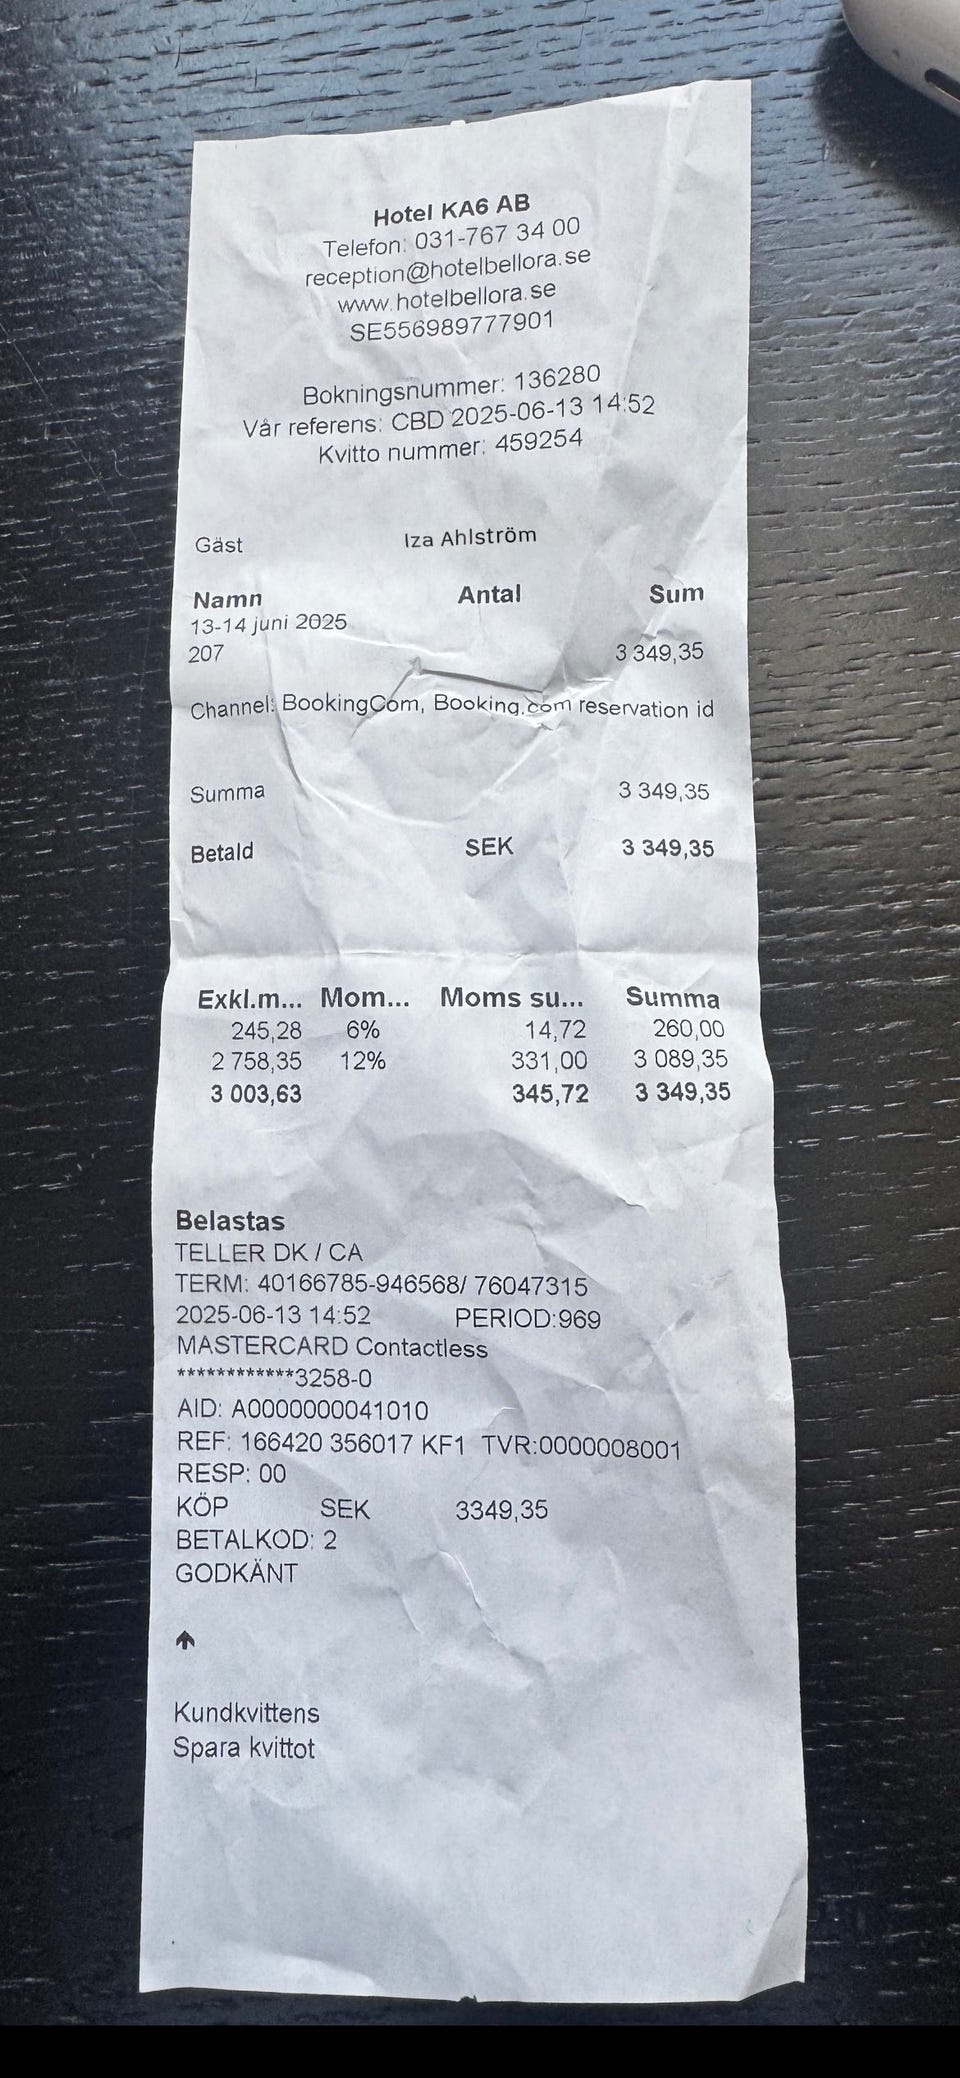 Hotel KA6 AB
Telefon: 031-767 34 00
reception@hotelbellora.se
www.hotelbellora.se
SE556989777901
Bokningsnummer: 136280
Vår referens: CBD 2025-06-13 14:52
Kvitto nummer: 459254
Gäst Iza Ahlström
Namn Antal Sum
13-14 juni 2025
207 3 349,35
Channel: BookingCom, Booking.com reservation id
Summa 3 349,35
Betald SEK 3 349,35
Exkl.m... Mom... Moms su... Summa
245,28 6% 14,72 260,00
2 758,35 12% 331,00 3 089,35
3 003,63 345,72 3 349,35
Belastas
TELLER DK / CA
TERM: 40166785-946568/ 76047315
2025-06-13 14:52 PERIOD:969
MASTERCARD Contactless
************3258-0
AID: A0000000041010
REF: 166420 356017 KF1 TVR:0000008001
RESP: 00
KÖP SEK 3349,35
BETALKOD: 2
GODKÄNT
Kundkvittens
Spara kvittot